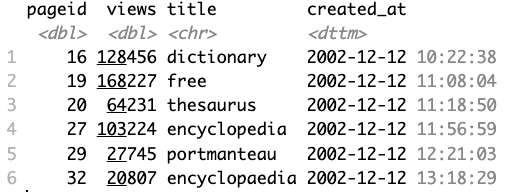 pageid views title created_at
<dbl> <dbl> <chr> <dttm>
1 16 128456 dictionary 2002-12-12 10:22:38
2 19 168227 free 2002-12-12 11:08:04
3 20 64231 thesaurus 2002-12-12 11:18:50
4 27 103224 encyclopedia 2002-12-12 11:56:59
5 29 27745 portmanteau 2002-12-12 12:21:03
6 32 20807 encyclopaedia 2002-12-12 13:18:29